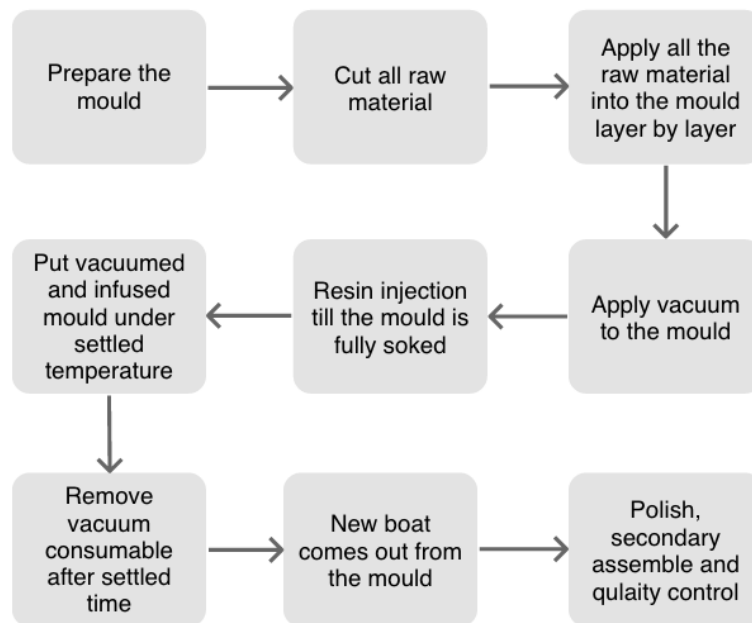 Prepare the
mould
Cut all raw
material
Apply all the
raw material
into the mould
layer by layer
Apply vacuum
to the mould
Resin injection
till the mould is
fully soked
Put vacuumed
and infused
mould under
settled
temperature
Remove
vacuum
consumable
after settled
time
New boat
comes out from
the mould
Polish,
secondary
assemble and
qulaity control